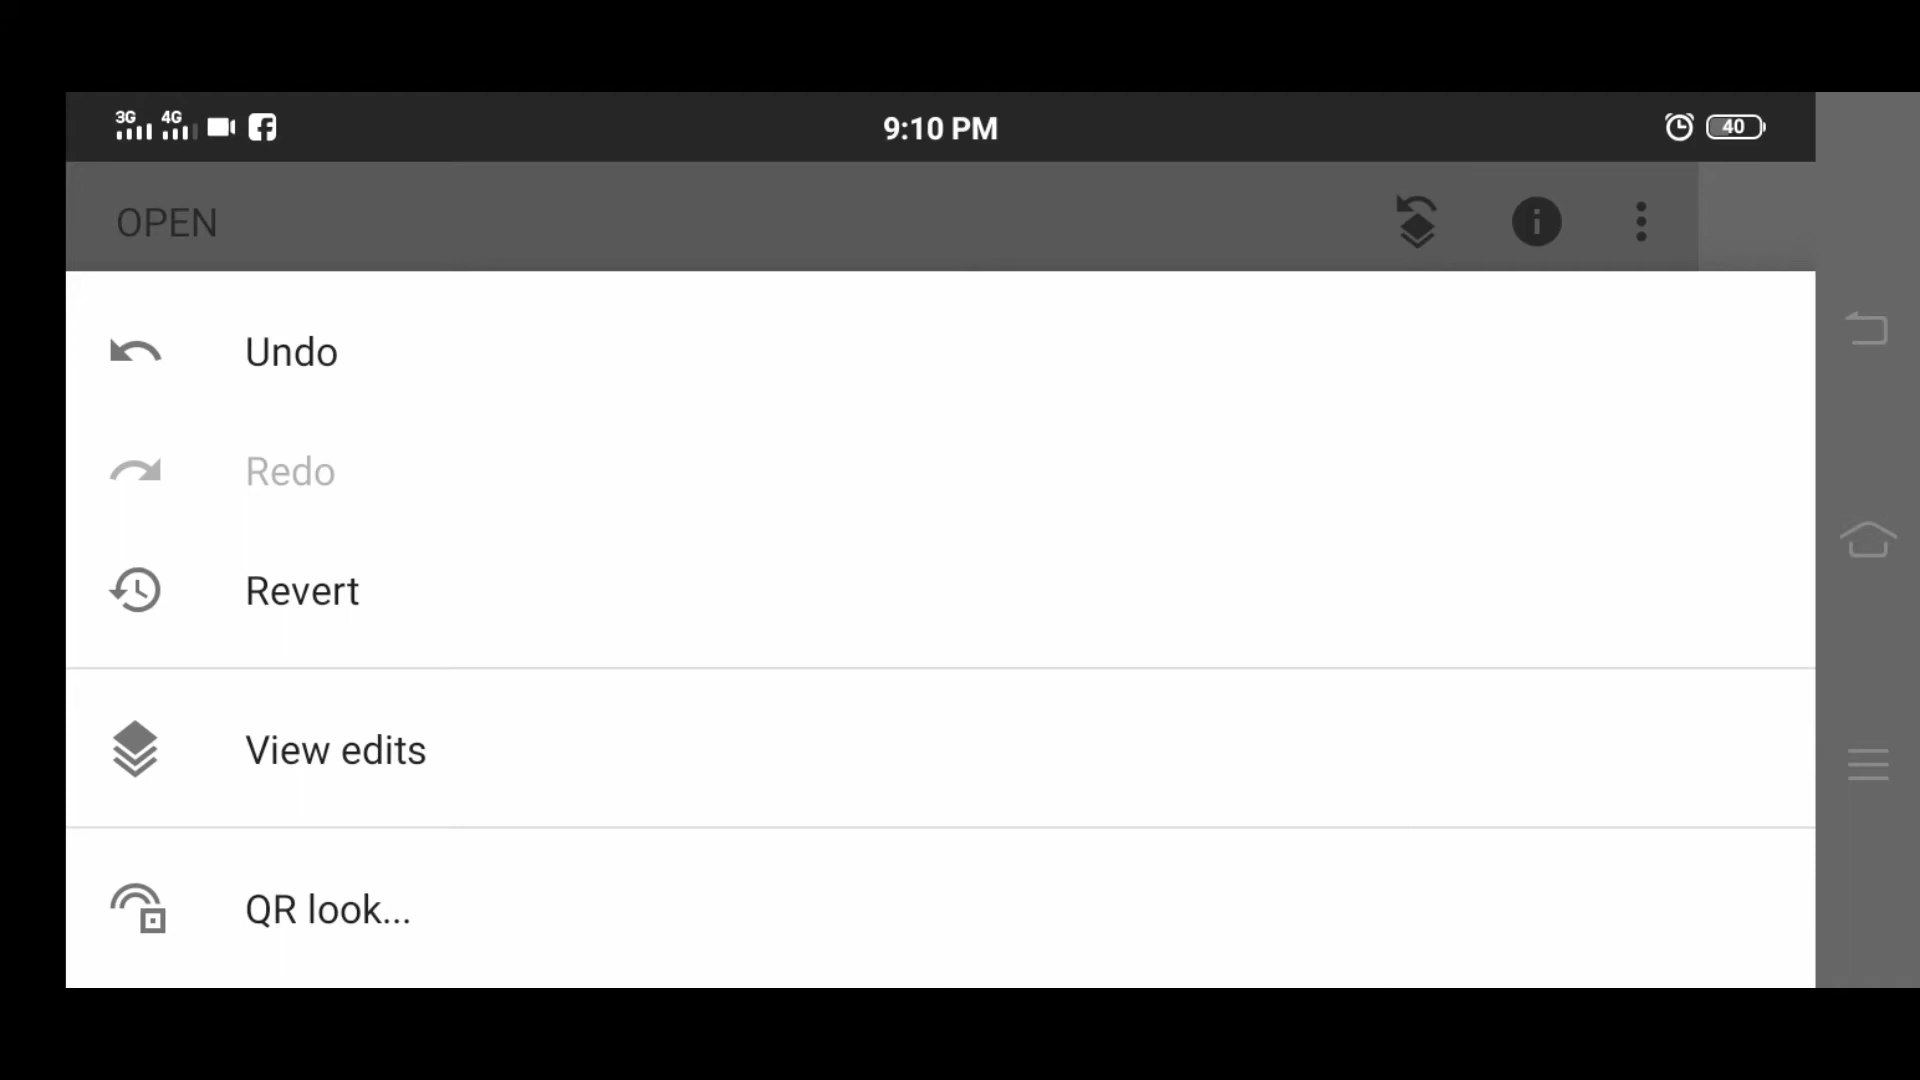 3G 4G 9:10 PM 40
OPEN
Undo
Redo
Revert
View edits
QR look...